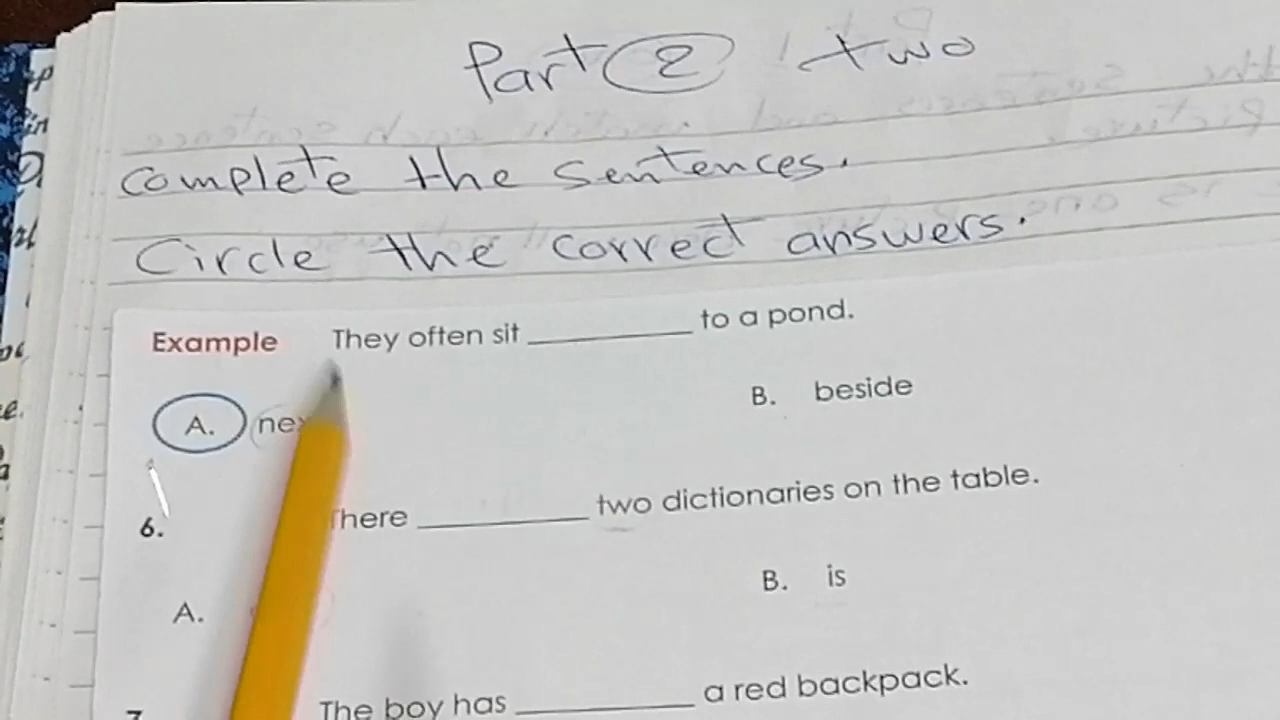 Part 2 two
Complete the sentences.
Circle the correct answers.
Example They often sit ________ to a pond.
A. B. beside
6. There ________ two dictionaries on the table.
A. B. is
The boy has ________ a red backpack.